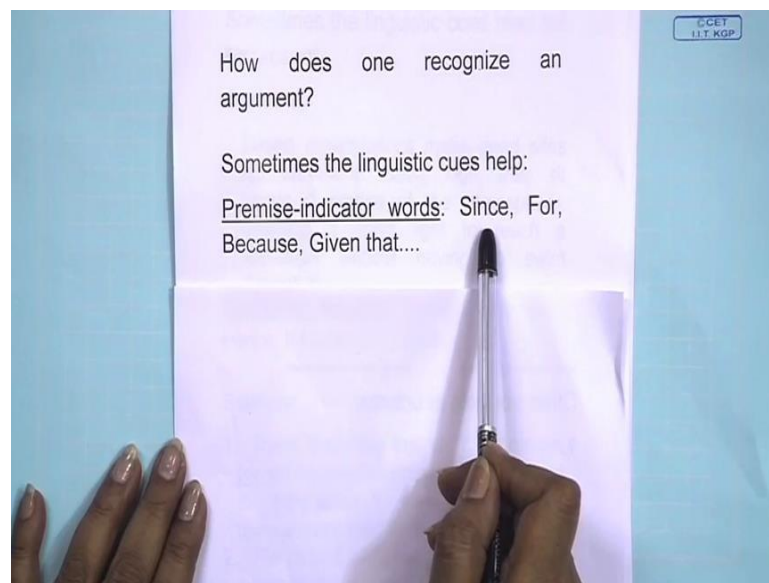 © CET
I.I.T. KGP
How does one recognize an
argument?
Sometimes the linguistic cues help:
Premise-indicator words: Since, For,
Because, Given that....